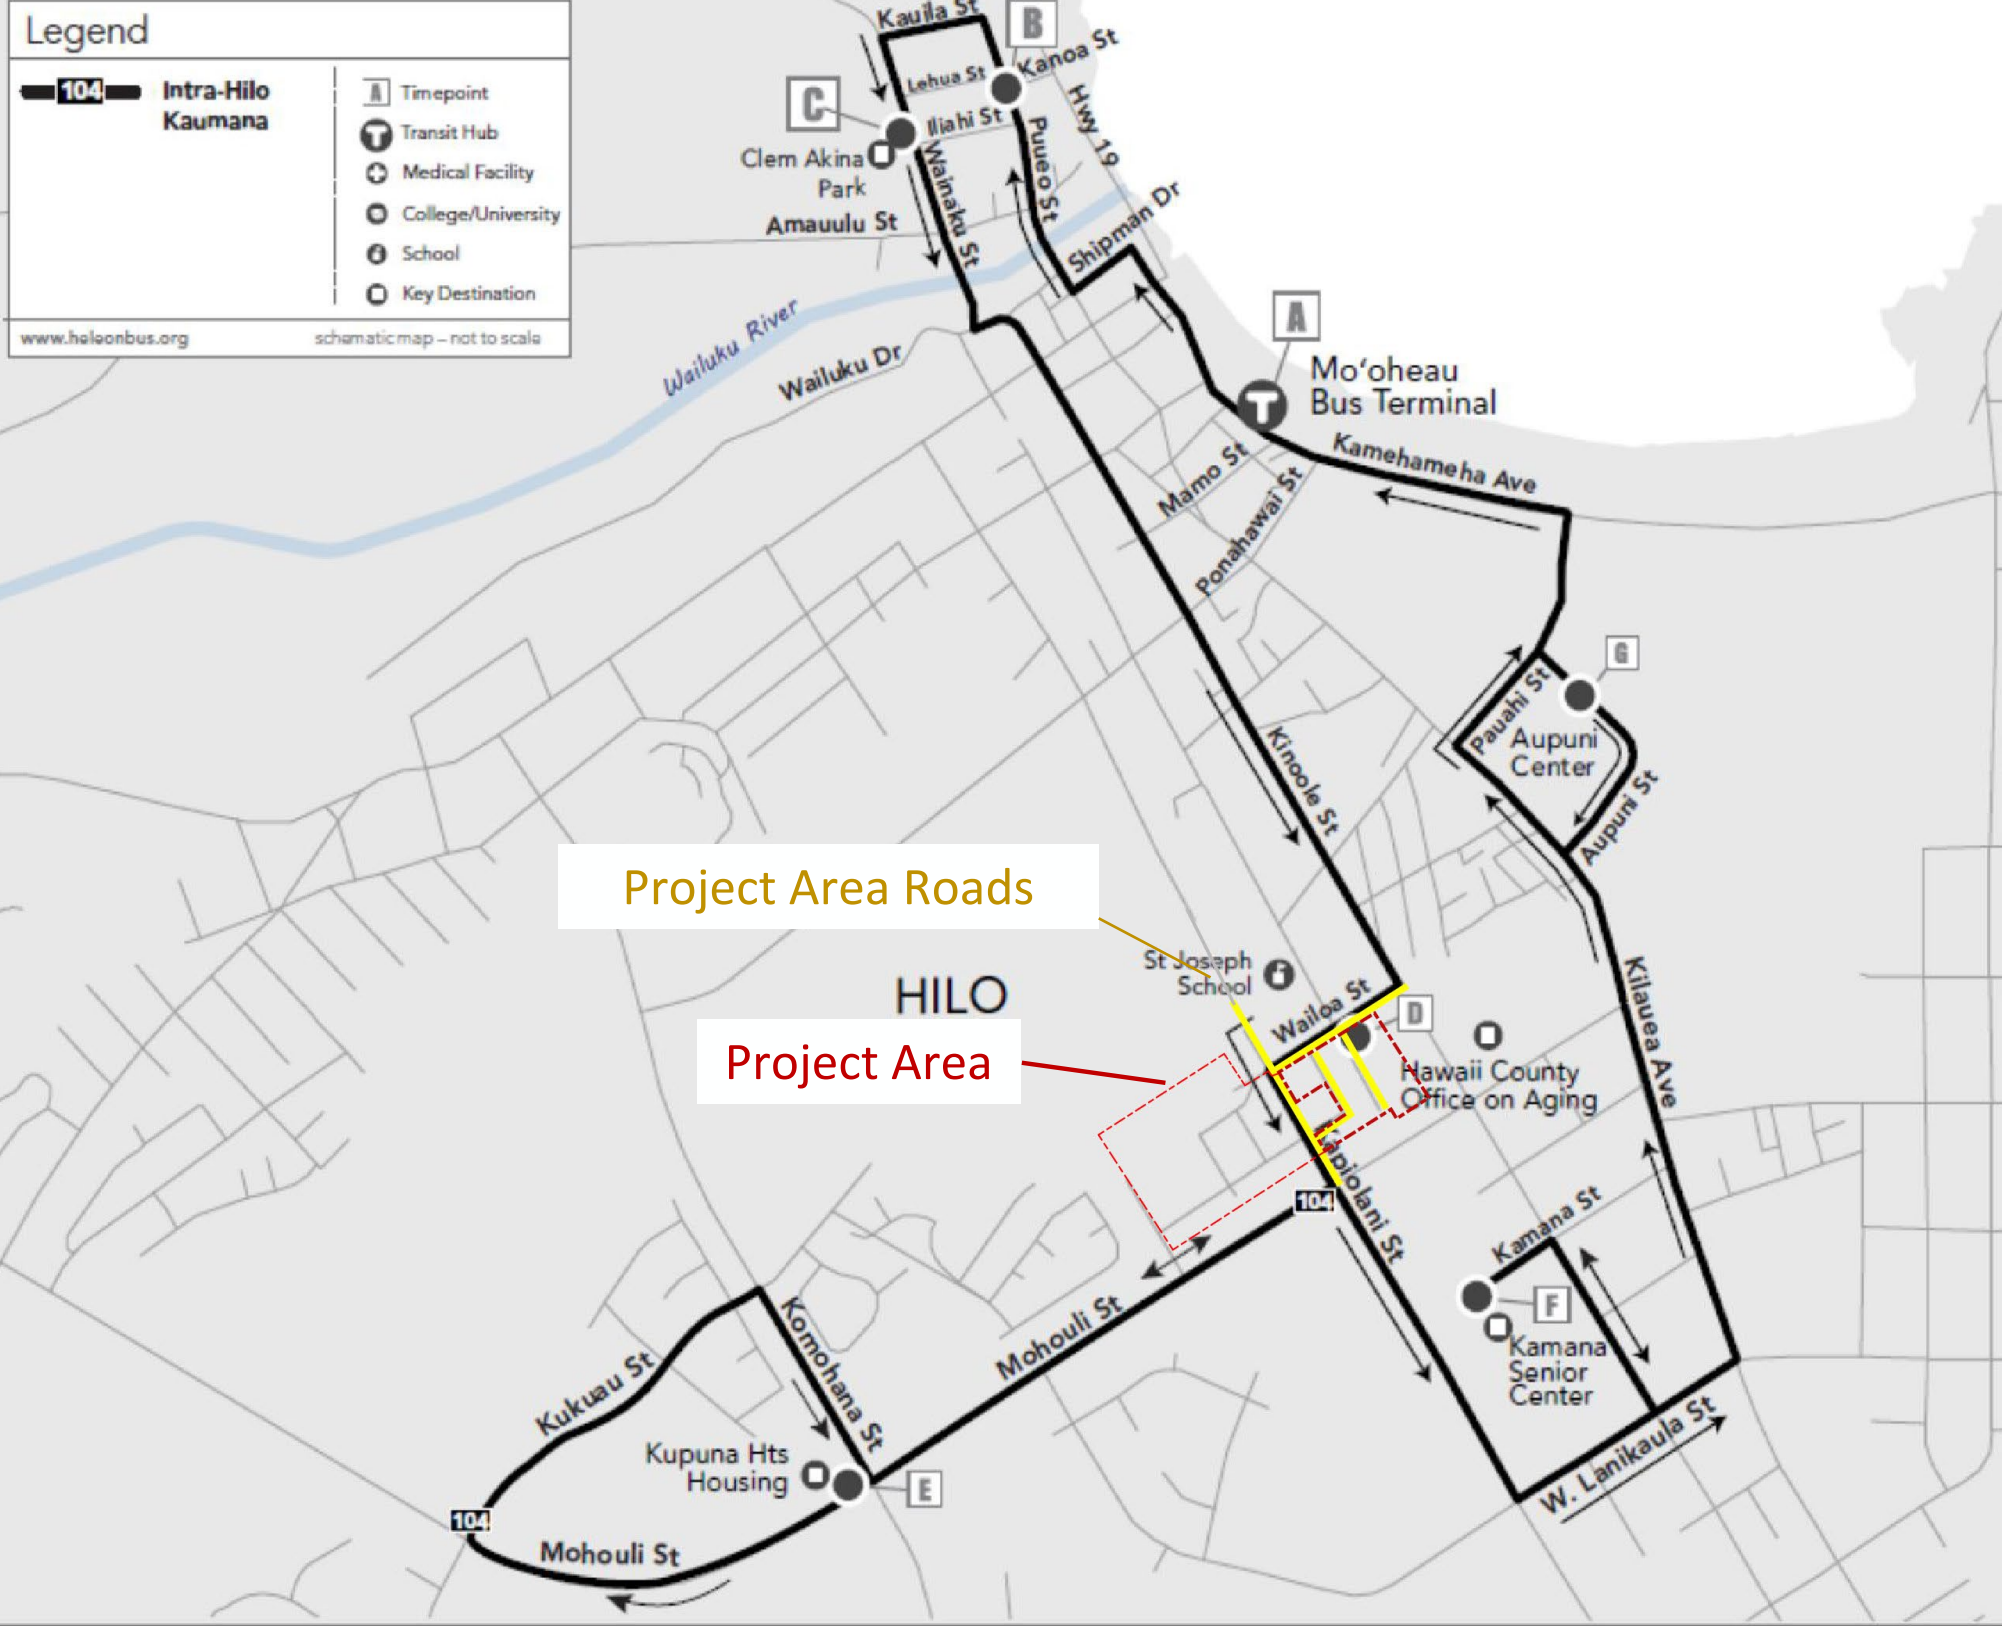 Legend
104
Intra-Hilo
Kaumana
A
Timepoint
T
Transit Hub
Medical Facility
College/University
School
Key Destination
www.heleonbus.org
schematic map – not to scale
Kauila St
B
Kanoa St
Lehua St
C
Iliahi St
Hwy 19
Clem Akina
Park
Puueo St
Wainaku St
Amauulu St
Shipman Dr
Wailuku River
Wailuku Dr
A
Mo‘oheau
Bus Terminal
T
Kamehameha Ave
Mamo St
Ponahawai St
G
Pauahi St
Aupuni
Center
Aupuni St
Kinoole St
Project Area Roads
St Joseph
School
HILO
Wailoa St
D
Kilauea Ave
Project Area
Hawaii County
Office on Aging
Kapiolani St
104
Kamana St
F
Kamana
Senior
Center
Mohouli St
Komohana St
Kukuau St
W. Lanikaula St
Kupuna Hts
Housing
E
104
Mohouli St